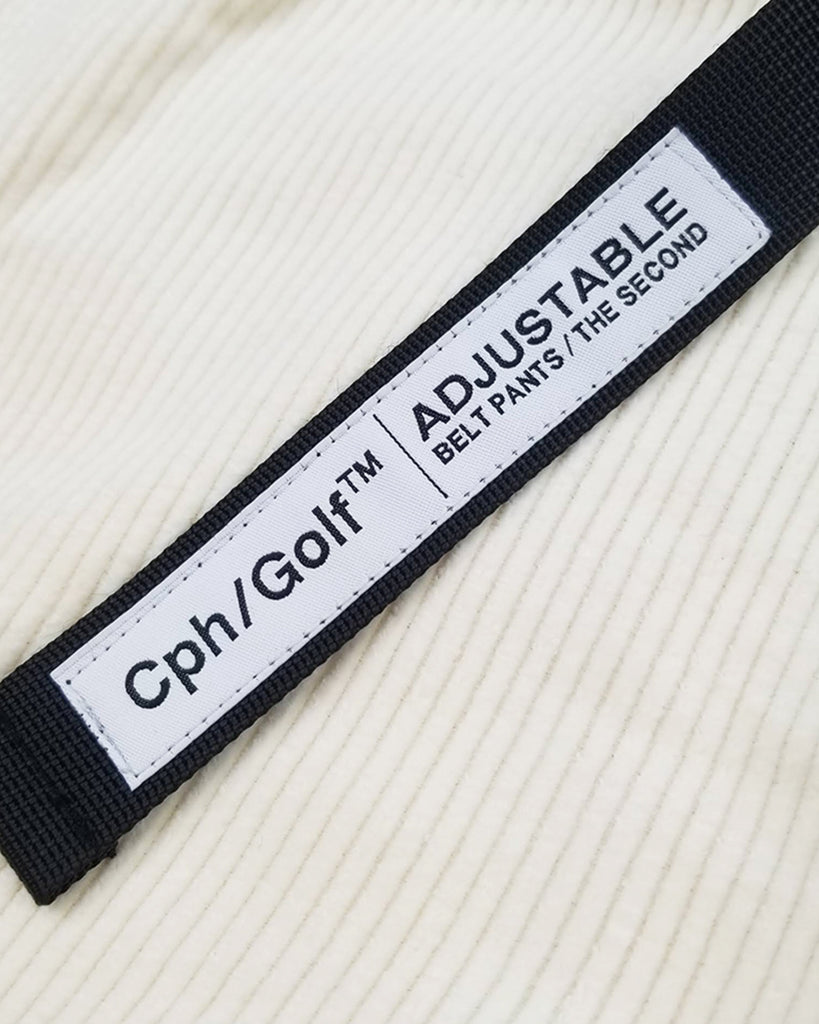 Cph/Golf™
ADJUSTABLE
BELT PANTS / THE SECOND